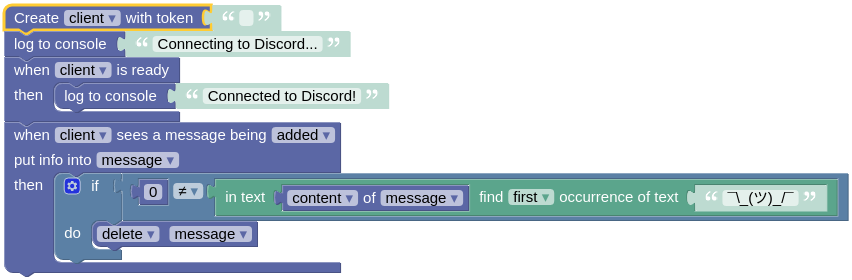 Create client ▾ with token “ ”
log to console “ Connecting to Discord... ”
when client ▾ is ready
then log to console “ Connected to Discord! ”
when client ▾ sees a message being added ▾
put info into message ▾
then if 0 ≠ ▾ in text content ▾ of message ▾ find first ▾ occurrence of text “ ¯\_(ツ)_/¯ ”
do delete ▾ message ▾